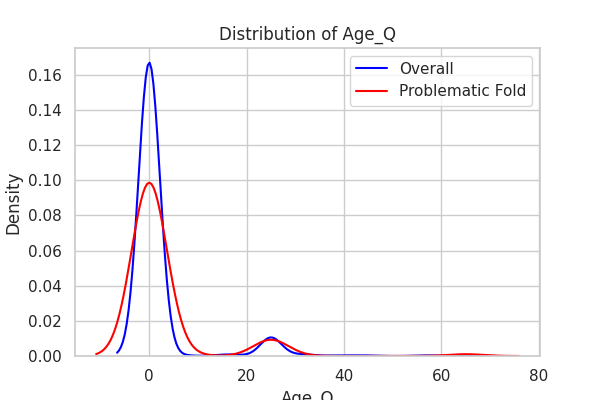 Distribution of Age_Q
Overall
Problematic Fold
Density
0.16
0.14
0.12
0.10
0.08
0.06
0.04
0.02
0.00
0 20 40 60 80
Age_Q